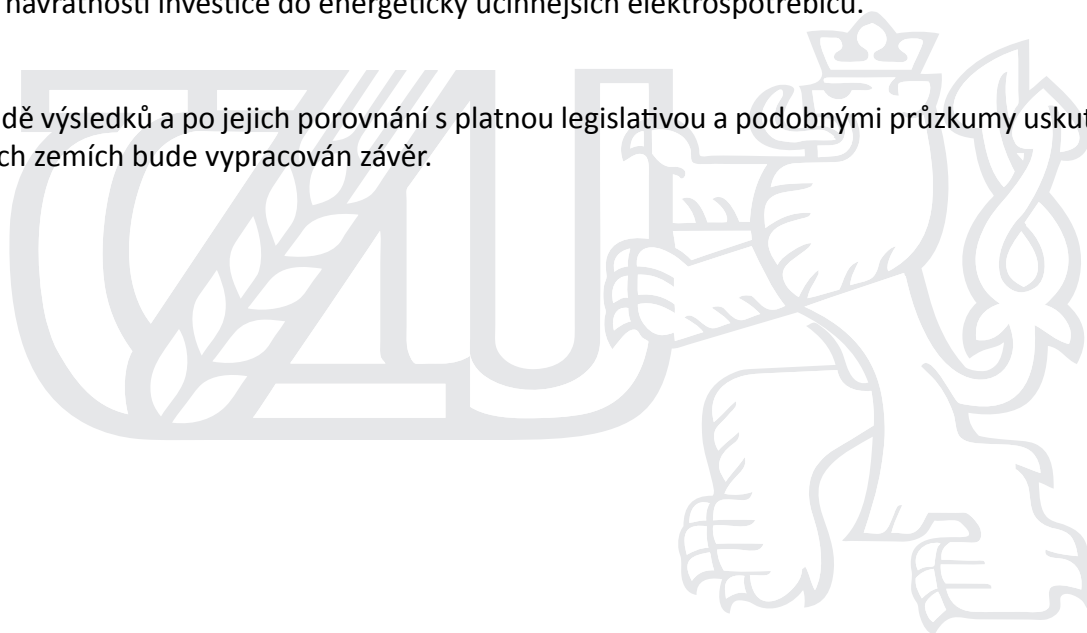 návratnosti investice do energeticky účinnějších elektrospotřebičů.
dě výsledků a po jejich porovnání s platnou legislativou a podobnými průzkumy uskut
ch zemích bude vypracován závěr.